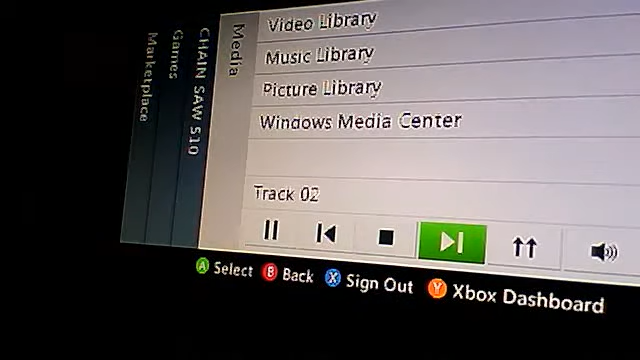 Marketplace
Games
CHAIN SAW 510
Media
Video Library
Music Library
Picture Library
Windows Media Center
Track 02
A Select B Back X Sign Out Y Xbox Dashboard